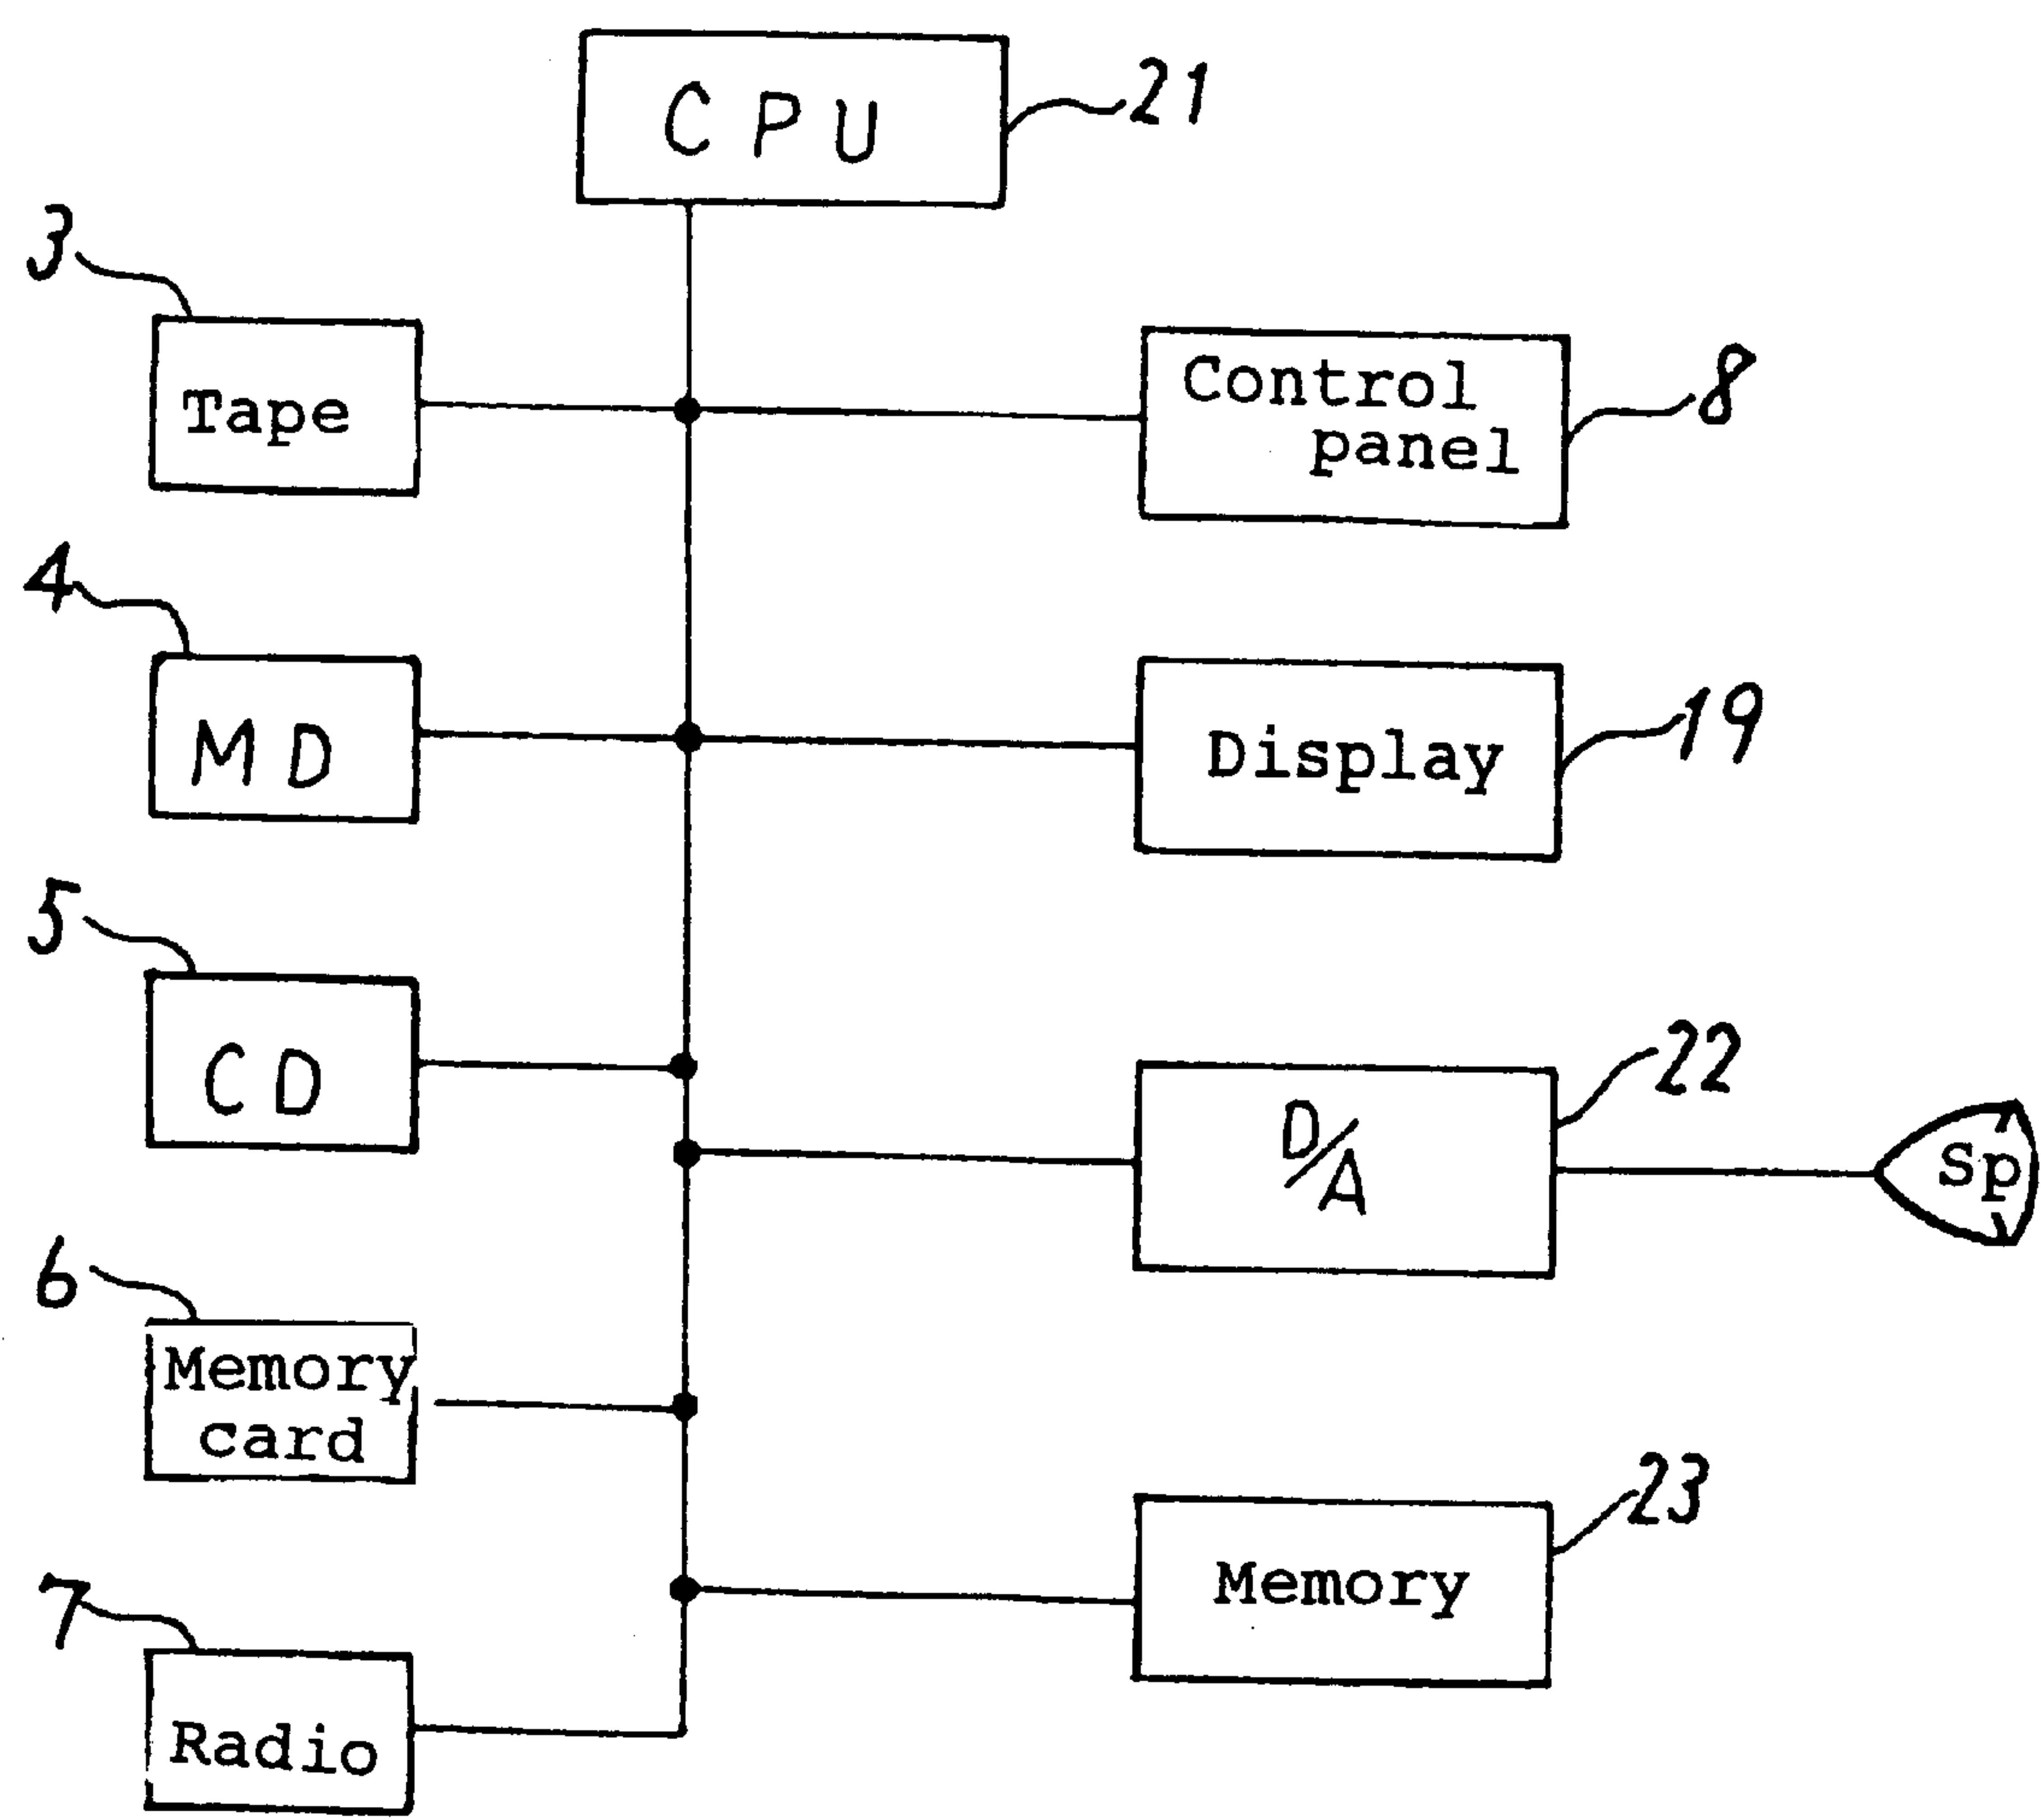 CPU
21
3
Tape
Control
panel
8
4
MD
Display
19
5
CD
D/A
22
Sp
6
Memory
card
Memory
23
7
Radio